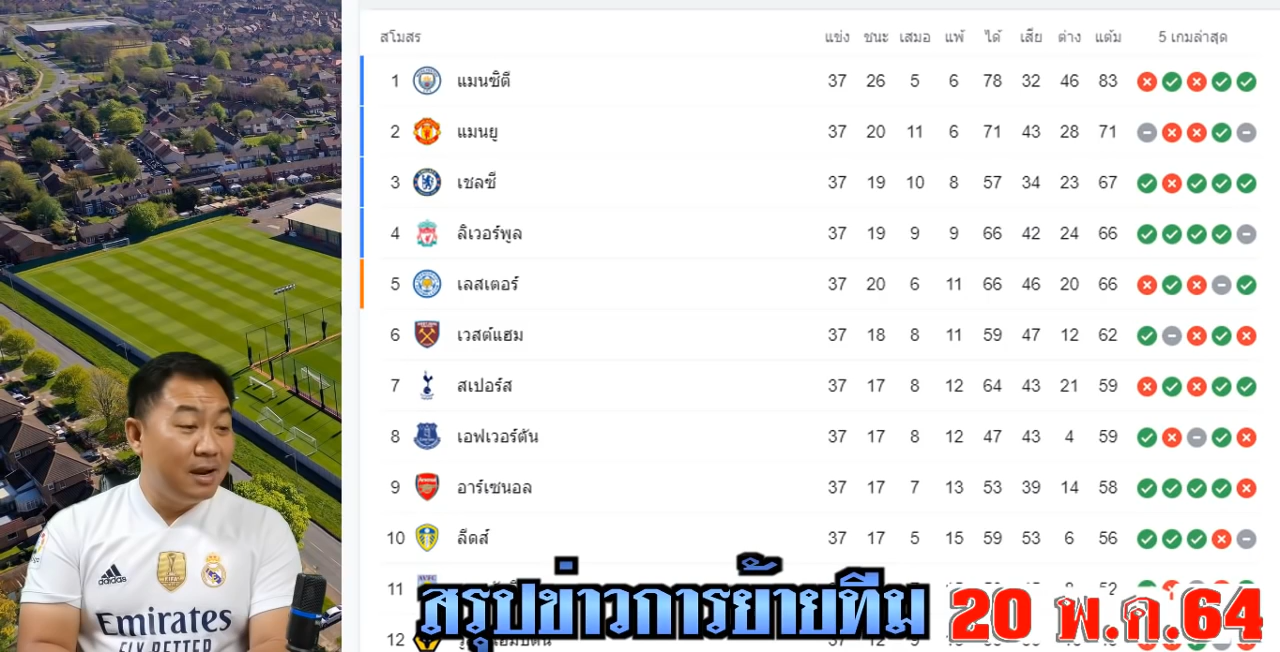 สโมสร แข่ง ชนะ เสมอ แพ้ ได้ เสีย ต่าง แต้ม 5 เกมล่าสุด
1 แมนซิตี 37 26 5 6 78 32 46 83
2 แมนยู 37 20 11 6 71 43 28 71
3 เชลซี 37 19 10 8 57 34 23 67
4 ลิเวอร์พูล 37 19 9 9 66 42 24 66
5 เลสเตอร์ 37 20 6 11 66 46 20 66
6 เวสต์แฮม 37 18 8 11 59 47 12 62
7 สเปอร์ส 37 17 8 12 64 43 21 59
8 เอฟเวอร์ตัน 37 17 8 12 47 43 4 59
9 อาร์เซนอล 37 17 7 13 53 39 14 58
10 ลีดส์ 37 17 5 15 59 53 6 56
11
12
สรุปข่าวการย้ายทีม 20 พ.ค.64
adidas
Emirates
FLY BETTER